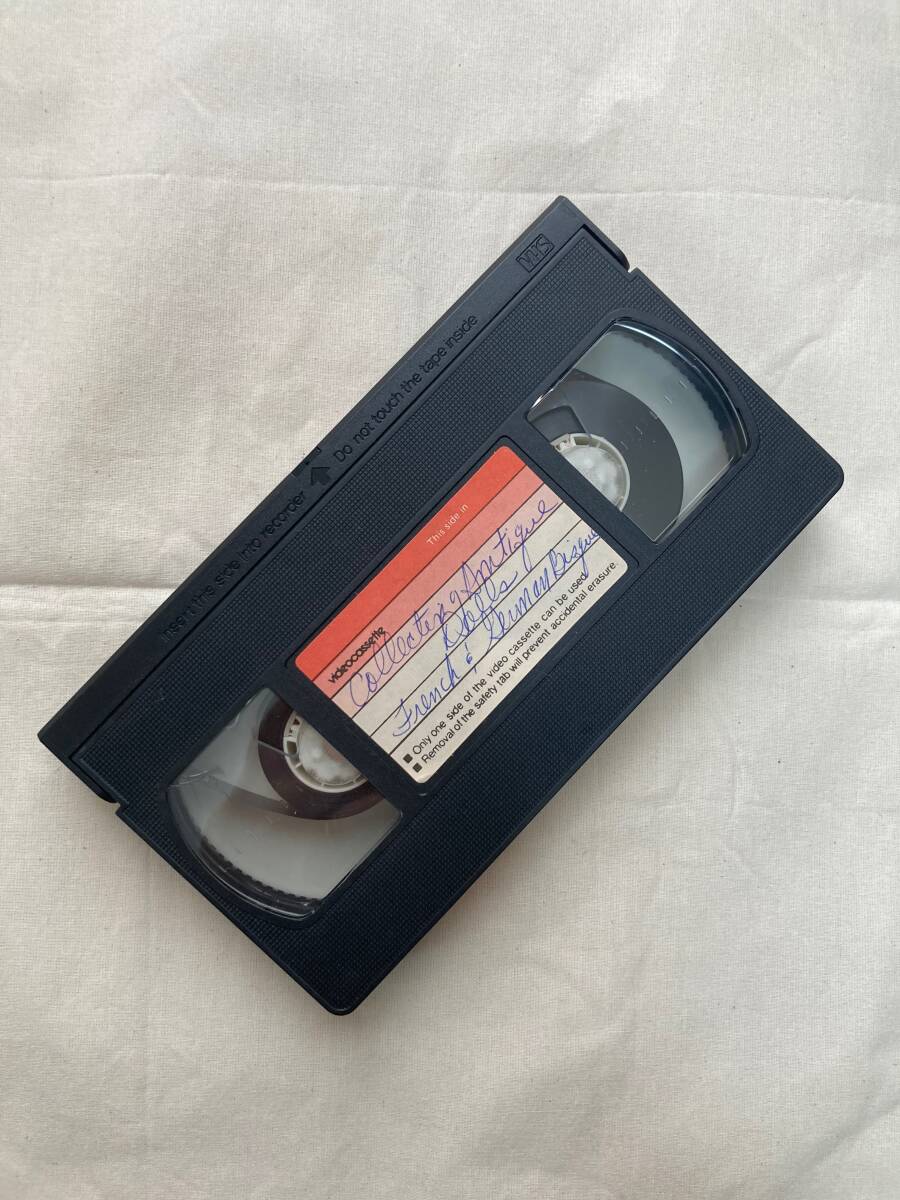 VHS
Insert this side into recorder Do not touch the tape inside
This side in
videocassette
Collecting Antique
Dolls
French & German Bisque
■ Only one side of the video cassette can be used.
■ Removal of the safety tab will prevent accidental erasure.